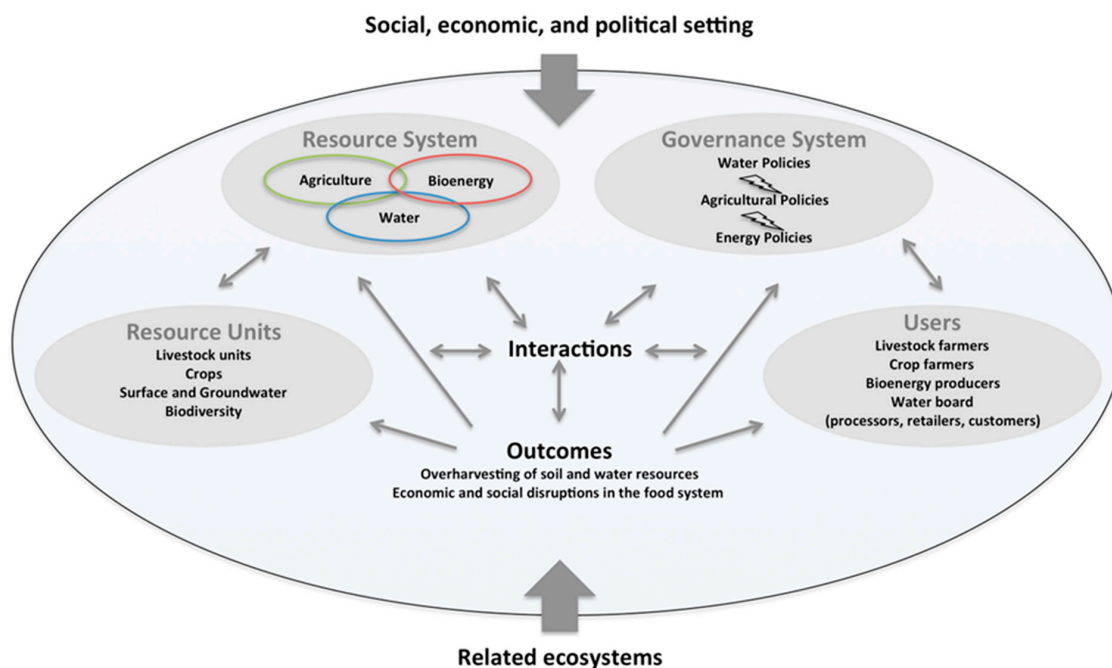 Social, economic, and political setting
Resource System
Agriculture
Bioenergy
Water
Governance System
Water Policies
Agricultural Policies
Energy Policies
Resource Units
Livestock units
Crops
Surface and Groundwater
Biodiversity
Interactions
Users
Livestock farmers
Crop farmers
Bioenergy producers
Water board
(processors, retailers, customers)
Outcomes
Overharvesting of soil and water resources
Economic and social disruptions in the food system
Related ecosystems